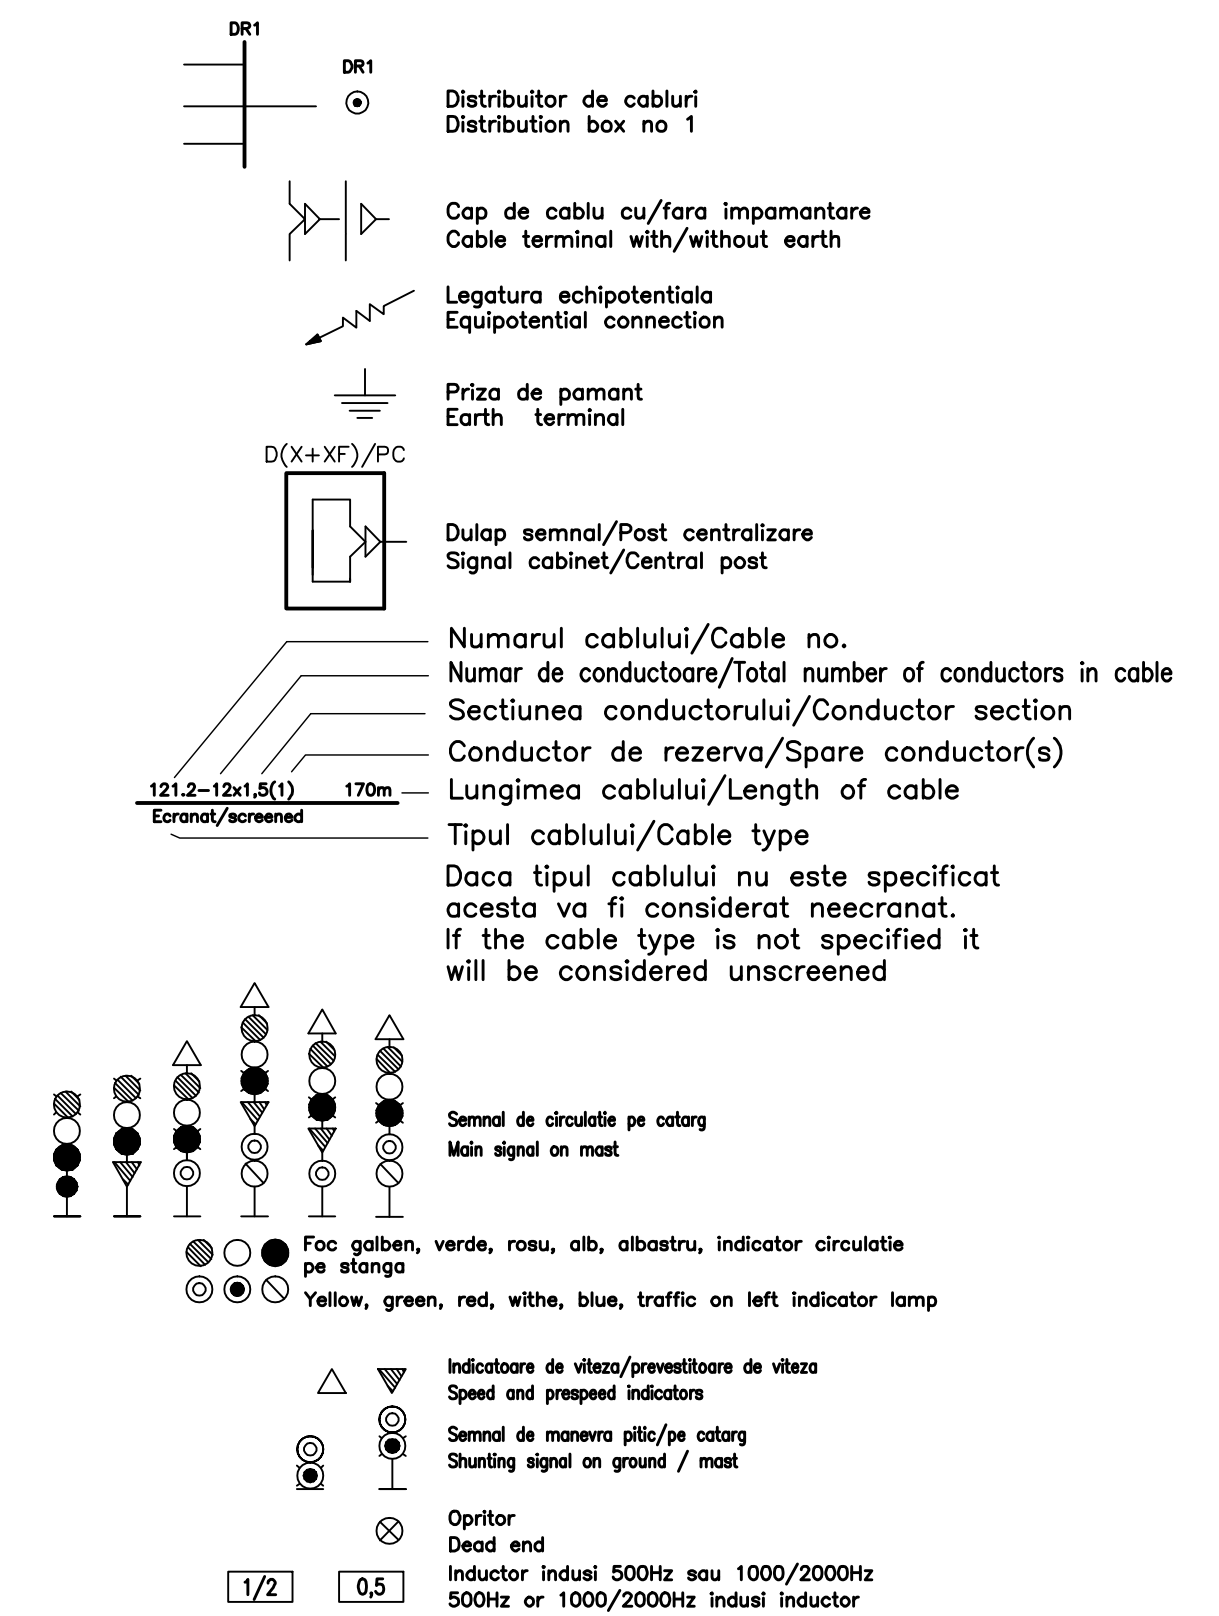 DR1
DR1
Distribuitor de cabluri
Distribution box no 1
Cap de cablu cu/fara impamantare
Cable terminal with/without earth
Legatura echipotentiala
Equipotential connection
Priza de pamant
Earth terminal
D(X+XF)/PC
Dulap semnal/Post centralizare
Signal cabinet/Central post
Numarul cablului/Cable no.
Numar de conductoare/Total number of conductors in cable
Sectiunea conductorului/Conductor section
Conductor de rezerva/Spare conductor(s)
121.2-12x1,5(1) 170m
Lungimea cablului/Length of cable
Ecranat/screened
Tipul cablului/Cable type
Daca tipul cablului nu este specificat
acesta va fi considerat neecranat.
If the cable type is not specified it
will be considered unscreened
Semnal de circulatie pe catarg
Main signal on mast
Foc galben, verde, rosu, alb, albastru, indicator circulatie
pe stanga
Yellow, green, red, withe, blue, traffic on left indicator lamp
Indicatoare de viteza/prevestitoare de viteza
Speed and prespeed indicators
Semnal de manevra pitic/pe catarg
Shunting signal on ground / mast
Opritor
Dead end
1/2
0,5
Inductor indusi 500Hz sau 1000/2000Hz
500Hz or 1000/2000Hz indusi inductor